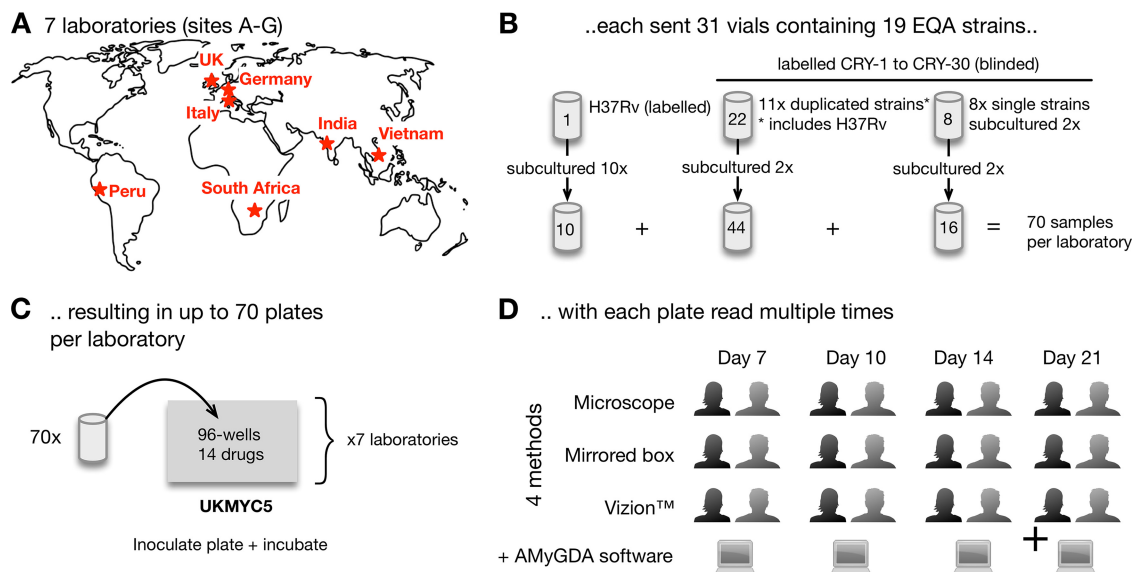 A 7 laboratories (sites A-G)
UK
Germany
Italy
India
Vietnam
Peru
South Africa
B ..each sent 31 vials containing 19 EQA strains..
labelled CRY-1 to CRY-30 (blinded)
1
H37Rv (labelled)
22
11x duplicated strains*
* includes H37Rv
8
8x single strains
subcultured 2x
subcultured 10x
subcultured 2x
subcultured 2x
10
+
44
+
16
=
70 samples
per laboratory
C .. resulting in up to 70 plates
per laboratory
70x
96-wells
14 drugs
x7 laboratories
UKMYC5
Inoculate plate + incubate
D .. with each plate read multiple times
Day 7 Day 10 Day 14 Day 21
4 methods
Microscope
Mirrored box
Vizion™
+
+ AMyGDA software